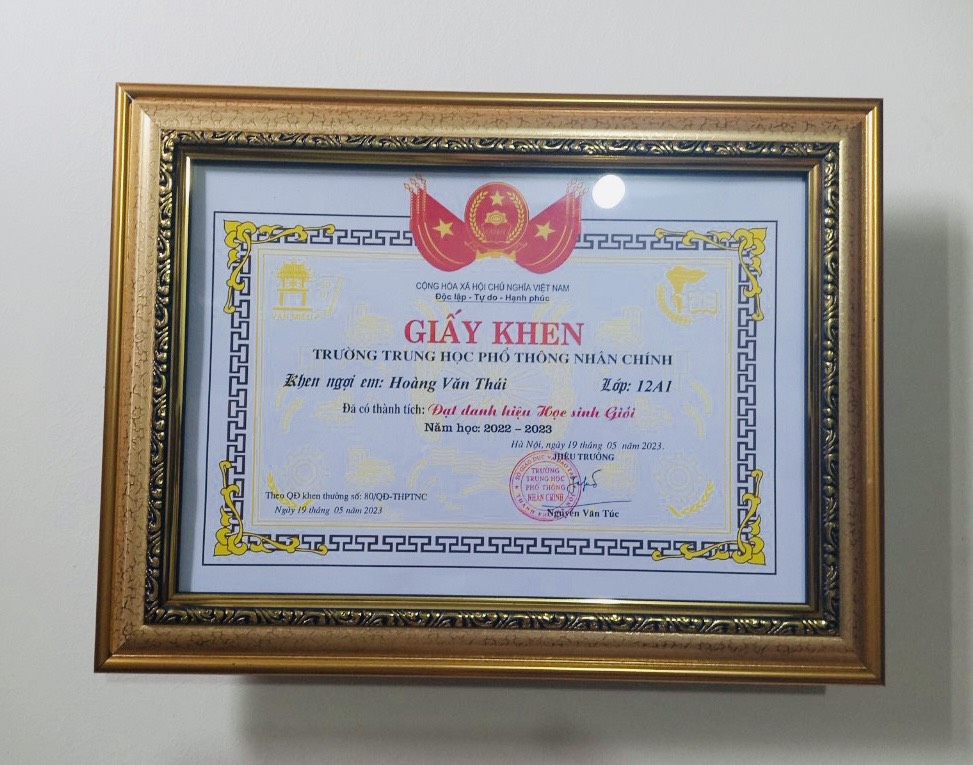 CỘNG HÒA XÃ HỘI CHỦ NGHĨA VIỆT NAM
Độc lập - Tự do - Hạnh phúc
GIẤY KHEN
TRƯỜNG TRUNG HỌC PHỔ THÔNG NHÂN CHÍNH
Khen ngợi em: Hoàng Văn Thái Lớp: 12A1
Đã có thành tích: Đạt danh hiệu Học sinh Giỏi
Năm học: 2022 - 2023
Hà Nội, ngày 19 tháng 05 năm 2023.
HIỆU TRƯỞNG
TRƯỜNG
TRUNG HỌC
PHỔ THÔNG
NHÂN CHÍNH
Theo QĐ khen thưởng số: 80/QĐ-THPTNC
Ngày 19 tháng 05 năm 2023
Nguyễn Văn Túc